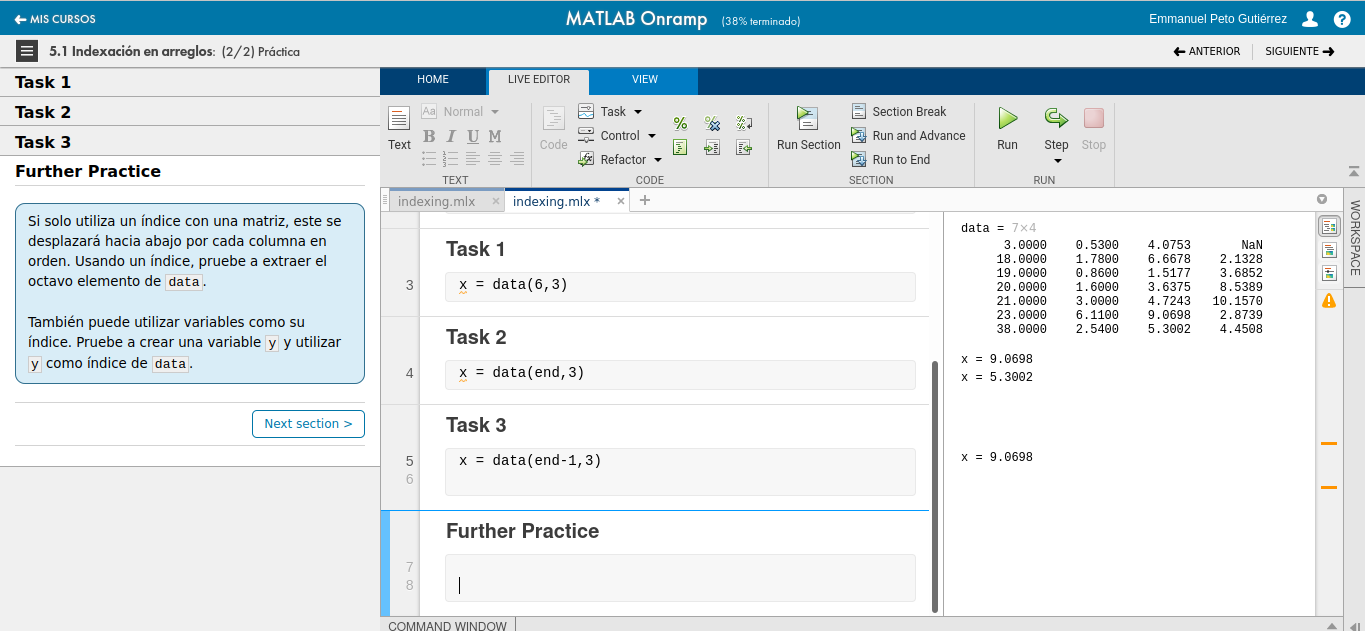 MIS CURSOS
MATLAB Onramp (38% terminado)
Emmanuel Peto Gutiérrez
5.1 Indexación en arreglos: (2/2) Práctica
ANTERIOR
SIGUIENTE
Task 1
Task 2
Task 3
Further Practice
Si solo utiliza un índice con una matriz, este se
desplazará hacia abajo por cada columna en
orden. Usando un índice, pruebe a extraer el
octavo elemento de data.
También puede utilizar variables como su
índice. Pruebe a crear una variable y y utilizar
y como índice de data.
Next section >
HOME
LIVE EDITOR
VIEW
Text
Aa Normal
B I U M
TEXT
Code
Task
Control
Refactor
CODE
Run Section
Section Break
Run and Advance
Run to End
SECTION
Run
Step
Stop
RUN
indexing.mlx ×
indexing.mlx * ×
+
Task 1
3 x = data(6,3)
Task 2
4 x = data(end,3)
Task 3
5 x = data(end-1,3)
6
Further Practice
7
8
data = 7×4
3.0000 0.5300 4.0753 NaN
18.0000 1.7800 6.6678 2.1328
19.0000 0.8600 1.5177 3.6852
20.0000 1.6000 3.6375 8.5389
21.0000 3.0000 4.7243 10.1570
23.0000 6.1100 9.0698 2.8739
38.0000 2.5400 5.3002 4.4508
x = 9.0698
x = 5.3002
x = 9.0698
WORKSPACE
COMMAND WINDOW